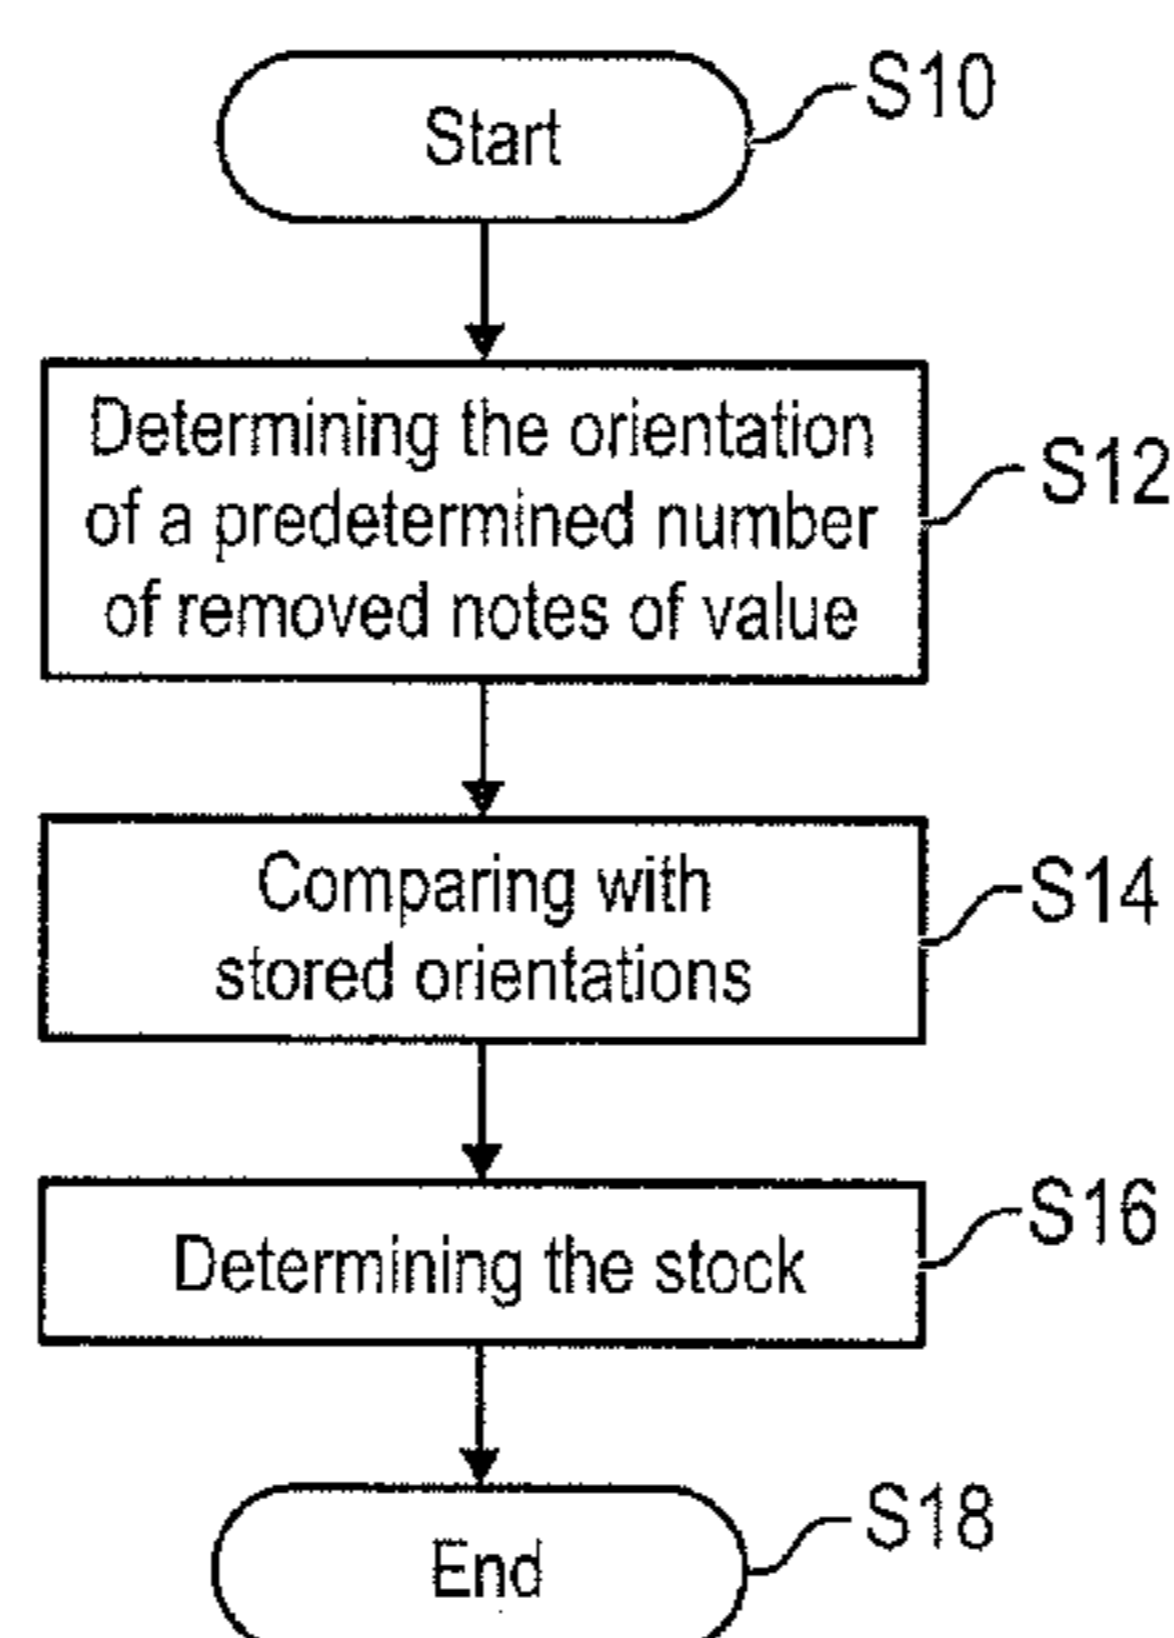 Start
S10
Determining the orientation
of a predetermined number
of removed notes of value
S12
Comparing with
stored orientations
S14
Determining the stock
S16
End
S18